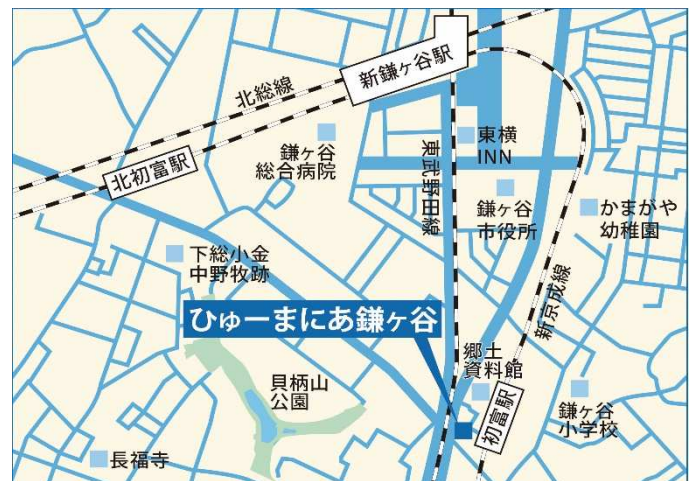 新鎌ヶ谷駅
北総線
鎌ヶ谷
総合病院
東横
INN
東武野田線
北初富駅
鎌ヶ谷
市役所
かまがや
幼稚園
下総小金
中野牧跡
新京成線
ひゅーまにあ鎌ヶ谷
郷土
資料館
貝柄山
公園
初富駅
鎌ヶ谷
小学校
長福寺